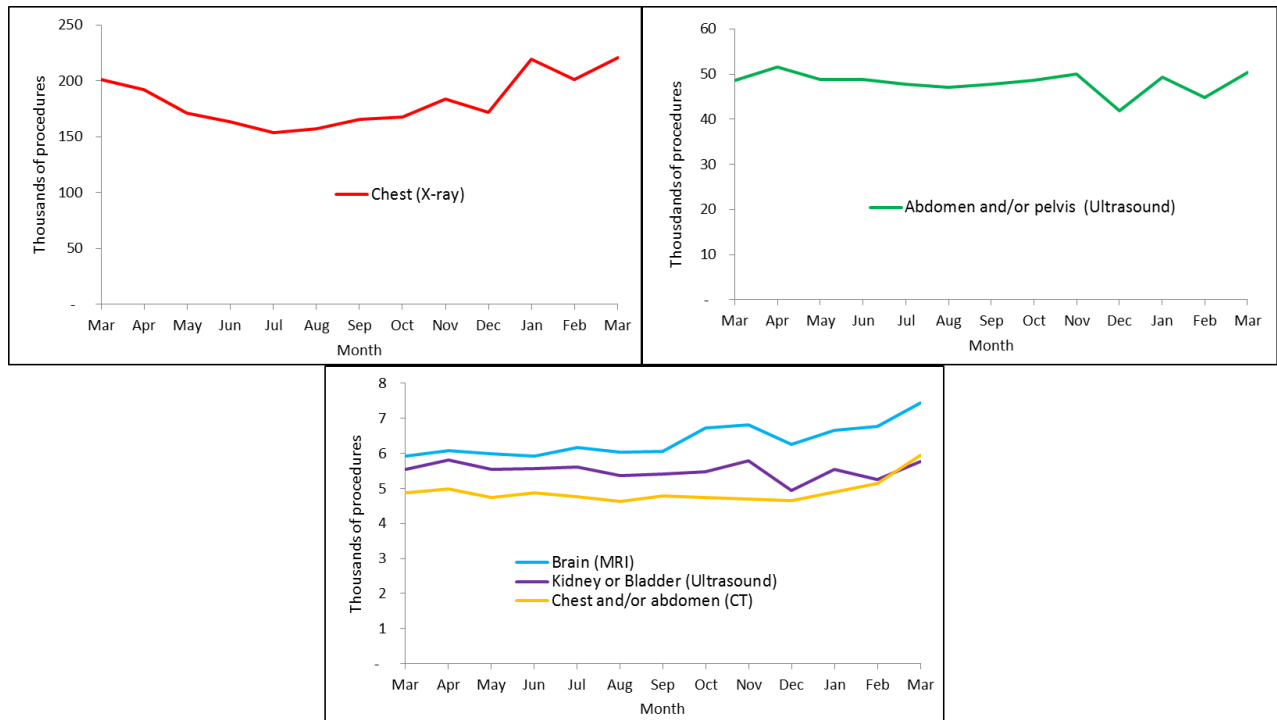 250
200
150
100
50
-
Thousands of procedures
Chest (X-ray)
Mar Apr May Jun Jul Aug Sep Oct Nov Dec Jan Feb Mar
Month
60
50
40
30
20
10
-
Thousdands of procedures
Abdomen and/or pelvis (Ultrasound)
Mar Apr May Jun Jul Aug Sep Oct Nov Dec Jan Feb Mar
Month
8
7
6
5
4
3
2
1
-
Thousands of procedures
Brain (MRI)
Kidney or Bladder (Ultrasound)
Chest and/or abdomen (CT)
Mar Apr May Jun Jul Aug Sep Oct Nov Dec Jan Feb Mar
Month